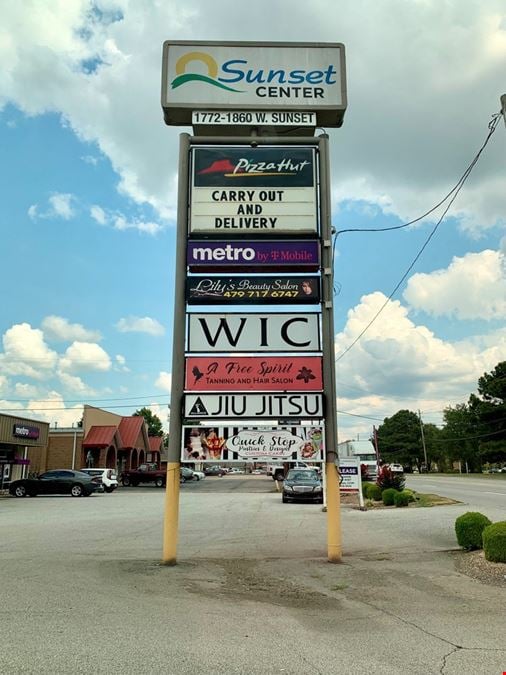 Sunset
CENTER
1772-1860 W. SUNSET
Pizza Hut
CARRY OUT
AND
DELIVERY
metro by T Mobile
Lily's Beauty Salon
479 717 6747
WIC
A Free Spirit
TANNING AND HAIR SALON
JIU JITSU
Quick Stop
metro
LEASE